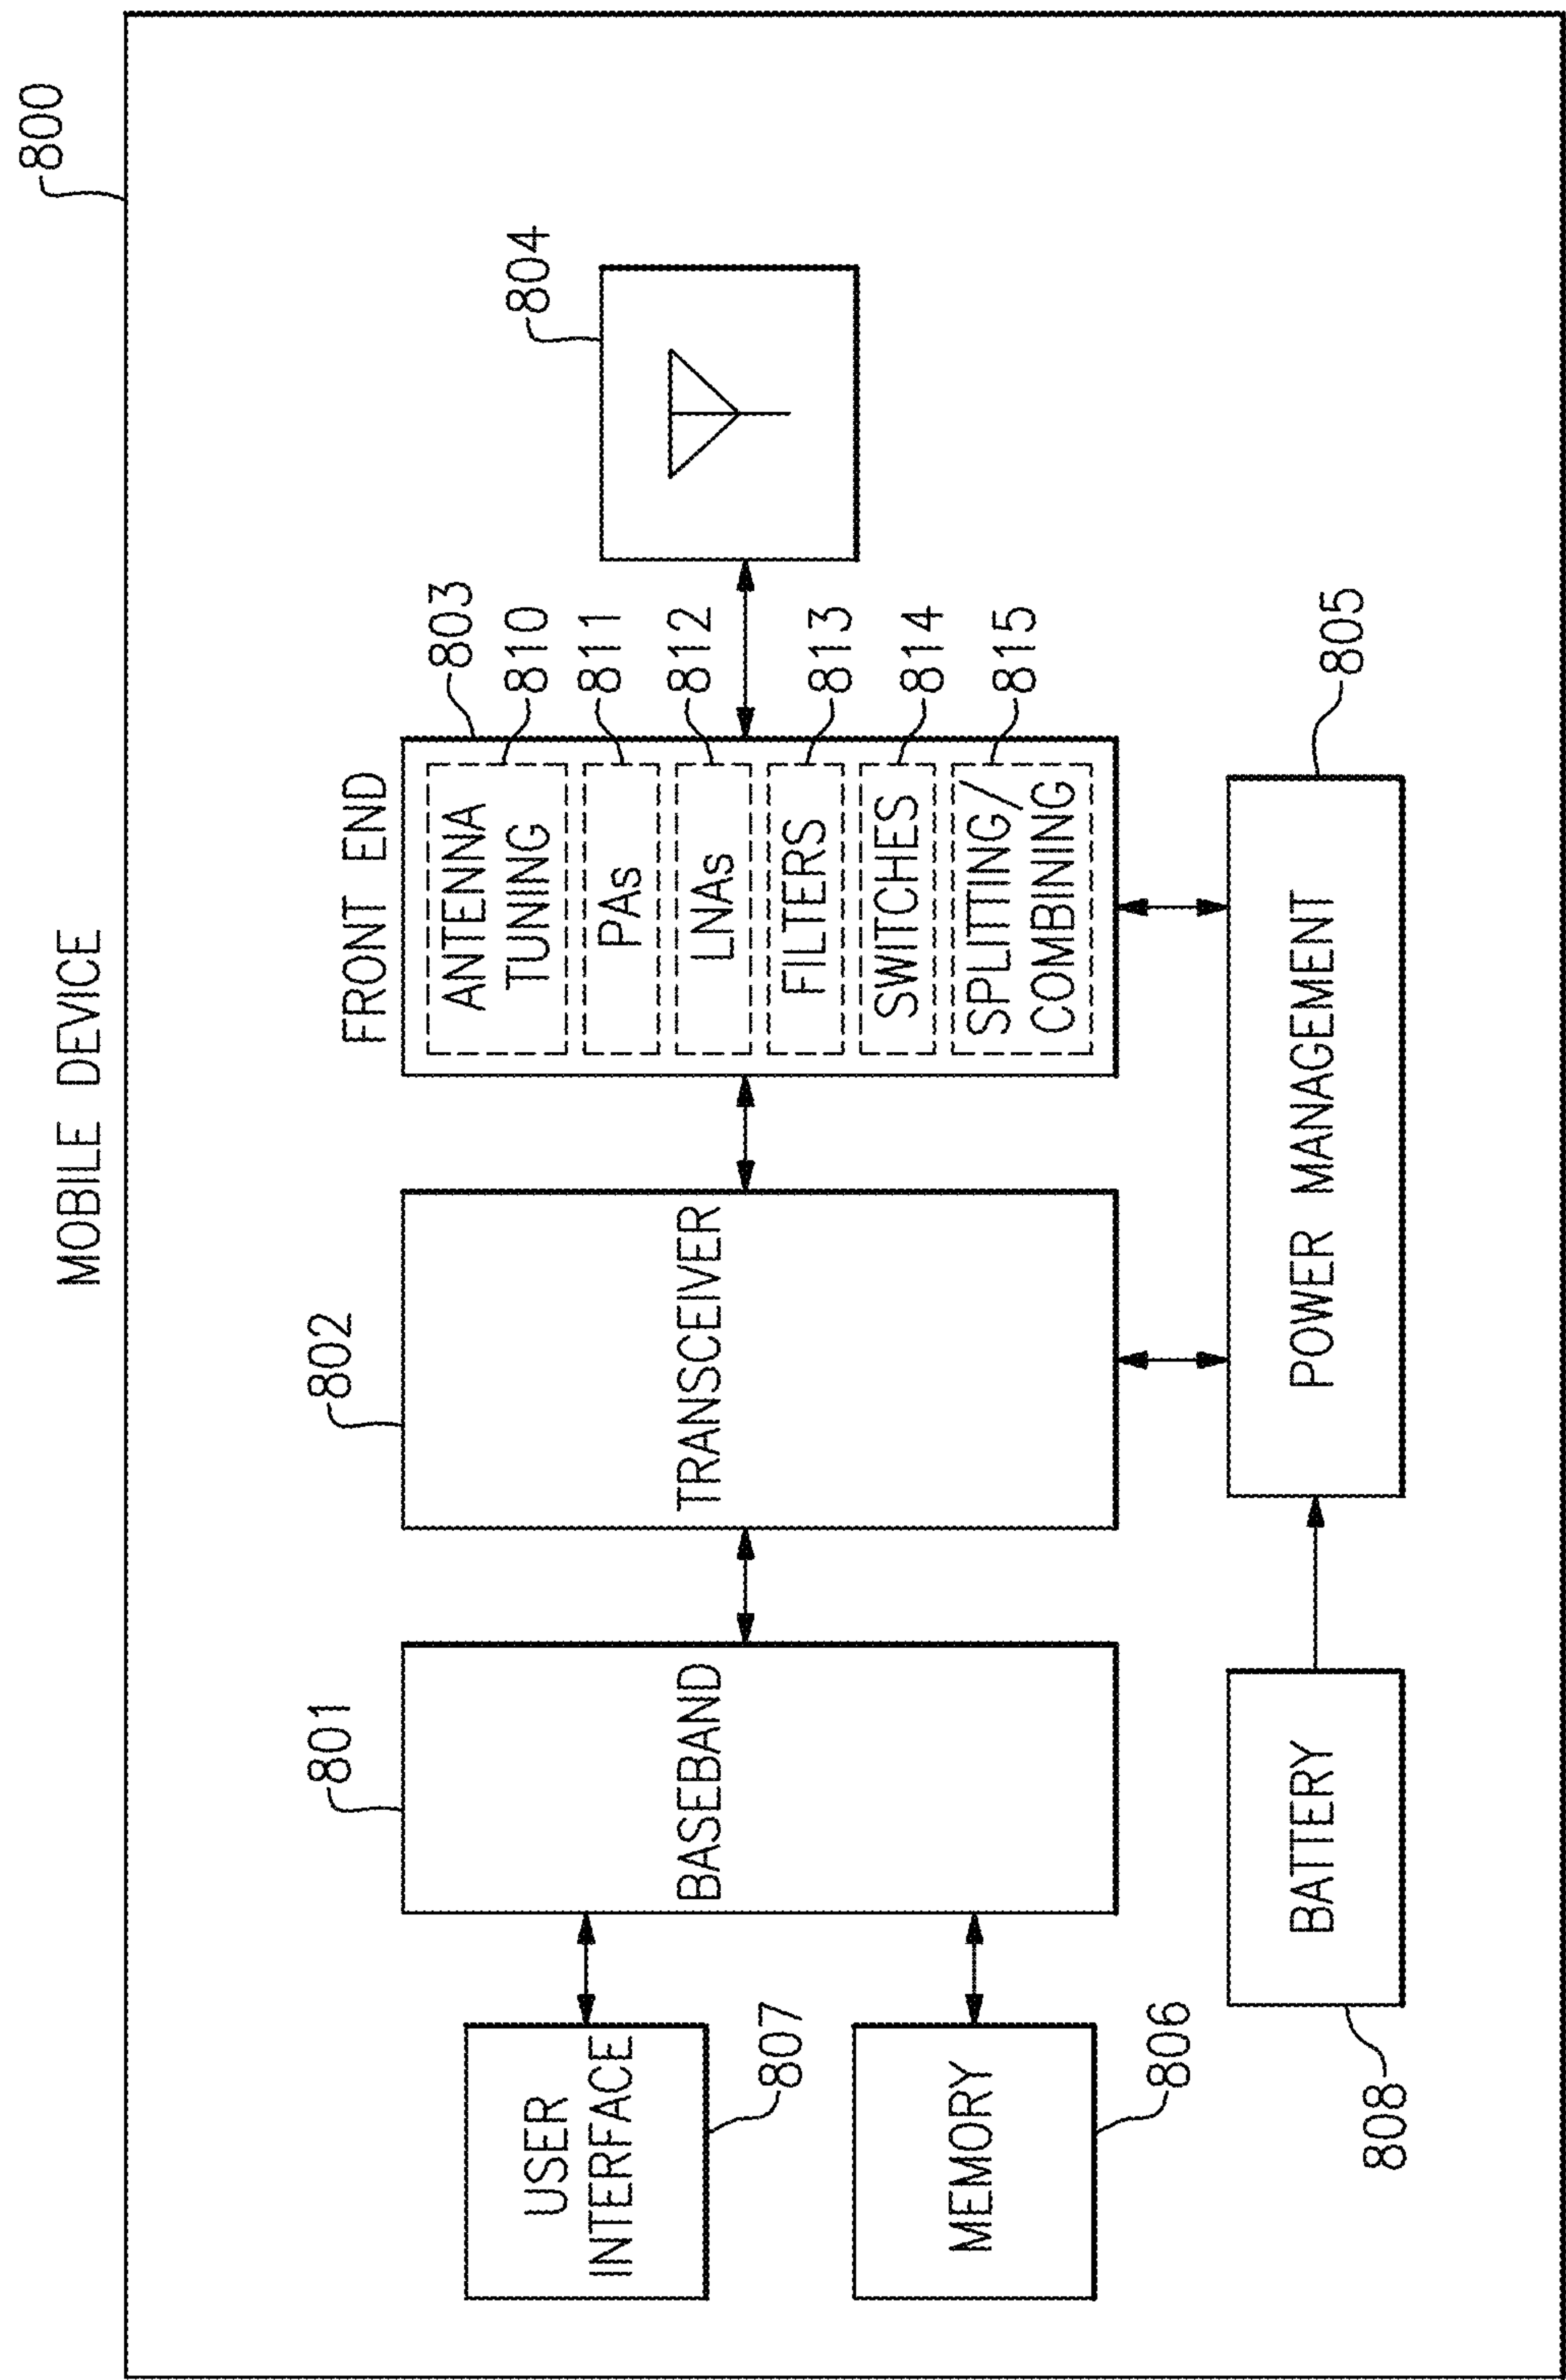 MOBILE DEVICE
800
801
802
FRONT END
803
804
USER
INTERFACE
807
MEMORY
806
BASEBAND
TRANSCEIVER
ANTENNA
TUNING
810
PAs
811
LNAs
812
FILTERS
813
SWITCHES
814
SPLITTING/
COMBINING
815
BATTERY
808
POWER MANAGEMENT
805